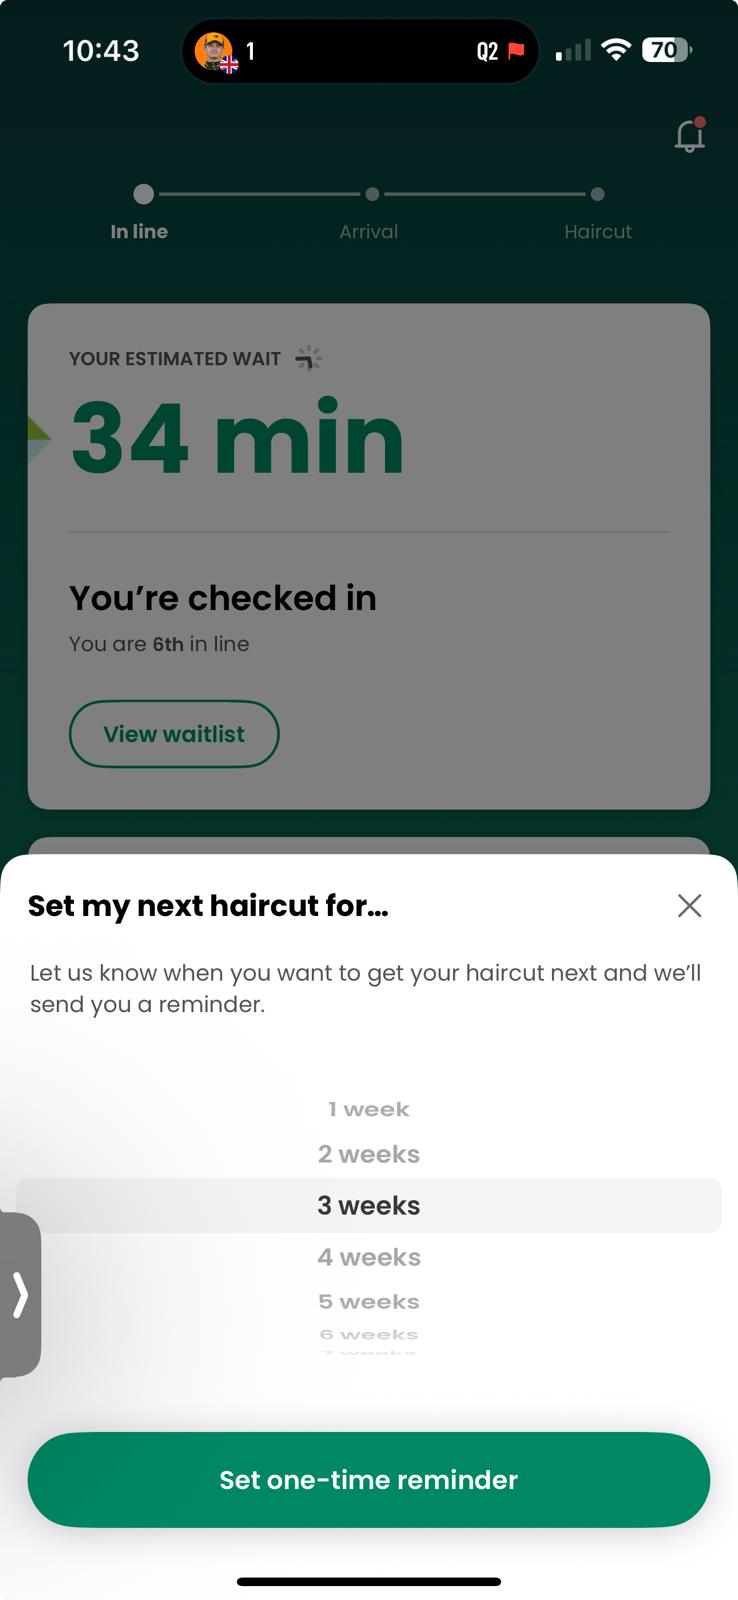 10:43
1
Q2
70
In line
Arrival
Haircut
YOUR ESTIMATED WAIT
34 min
You’re checked in
You are 6th in line
View waitlist
Set my next haircut for...
Let us know when you want to get your haircut next and we’ll
send you a reminder.
1 week
2 weeks
3 weeks
4 weeks
5 weeks
6 weeks
7 weeks
Set one-time reminder